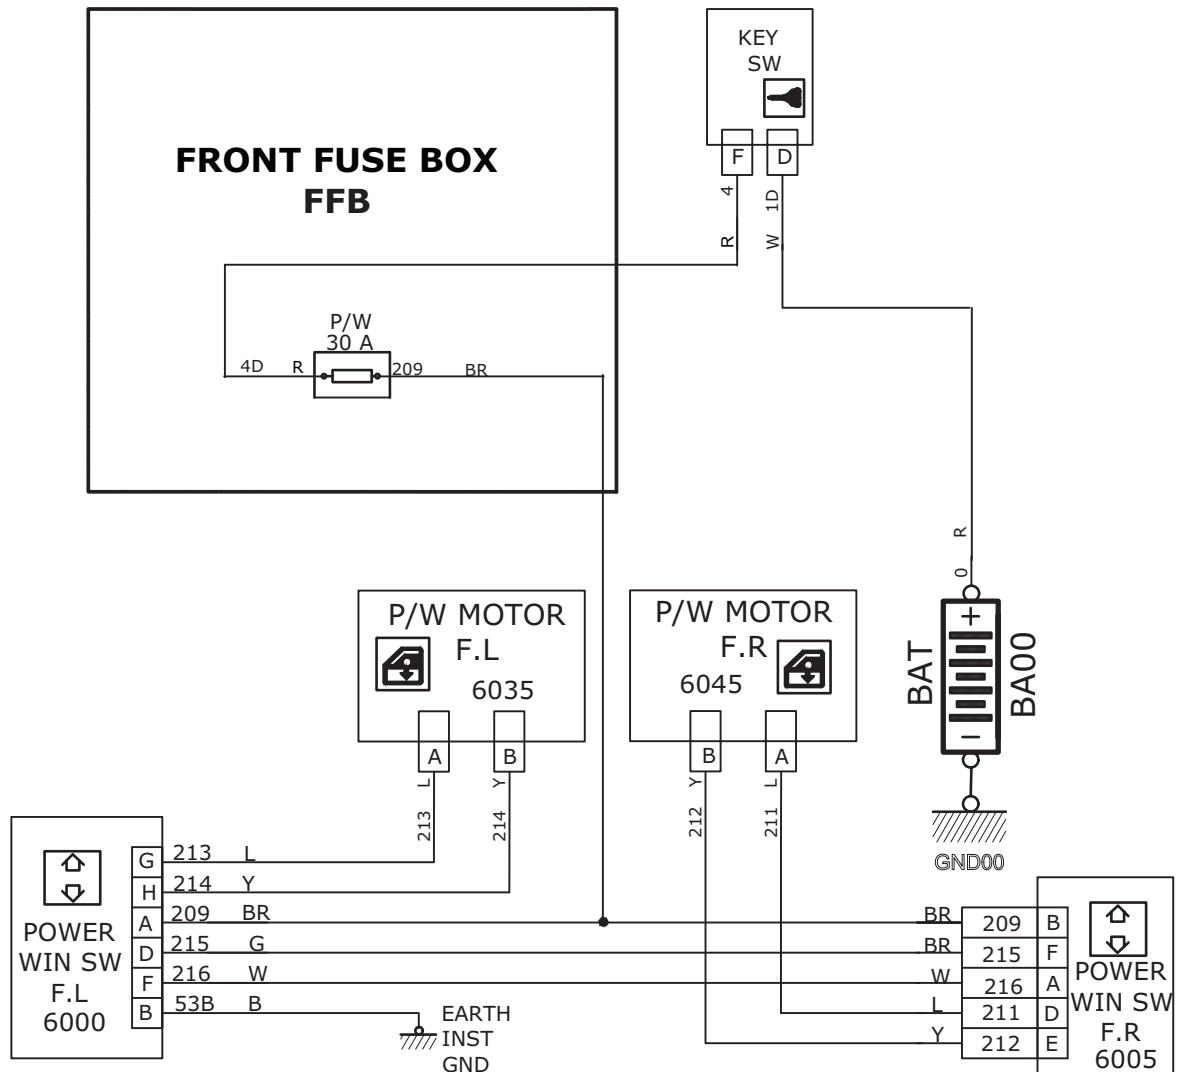 KEY
SW
F D
4 1D
R W
FRONT FUSE BOX
FFB
P/W
30 A
4D R 209 BR
R
0
+
BAT BA00
−
GND00
P/W MOTOR
F.L
6035
A B
L Y
213 214
P/W MOTOR
F.R
6045
B A
Y L
212 211
POWER
WIN SW
F.L
6000
G 213 L
H 214 Y
A 209 BR
D 215 G
F 216 W
B 53B B
EARTH
INST
GND
BR 209 B
BR 215 F
W 216 A
L 211 D
Y 212 E
POWER
WIN SW
F.R
6005